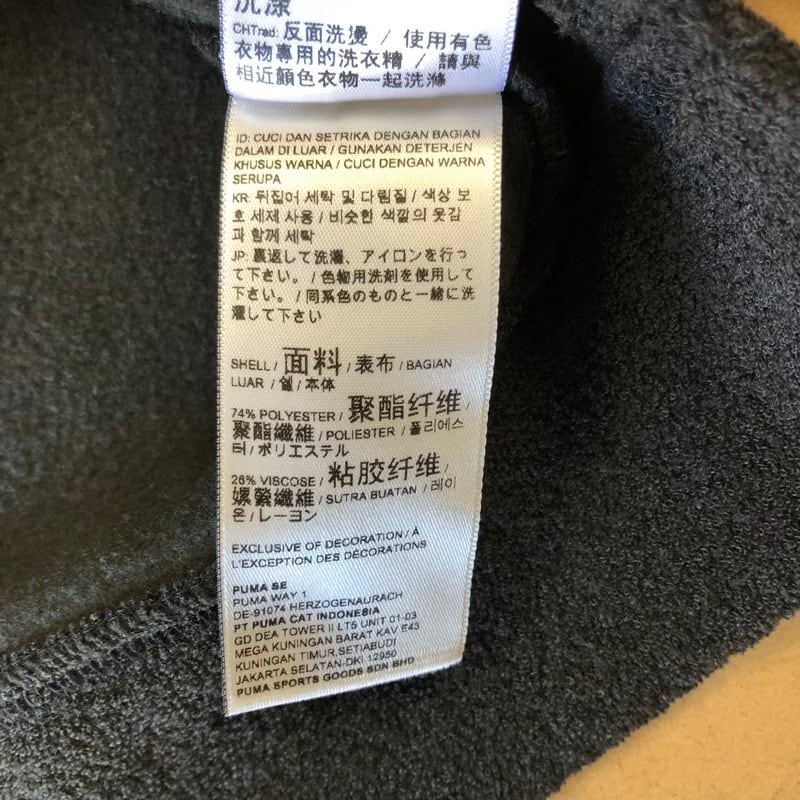 洗涤
CHTrad: 反面洗燙 / 使用有色
衣物專用的洗衣精 / 請與
相近顏色衣物一起洗滌
ID: CUCI DAN SETRIKA DENGAN BAGIAN
DALAM DI LUAR / GUNAKAN DETERJEN
KHUSUS WARNA / CUCI DENGAN WARNA
SERUPA
KR: 뒤집어 세탁 및 다림질 / 색상 보
호 세제 사용 / 비슷한 색깔의 옷감
과 함께 세탁
JP: 裏返して洗濯、アイロンを行っ
て下さい。 / 色物用洗剤を使用して
下さい。 / 同系色のものと一緒に洗
濯して下さい
SHELL / 面料 / 表布 / BAGIAN
LUAR / 쉘 / 本体
74% POLYESTER / 聚酯纤维 /
聚酯纖維 / POLIESTER / 폴리에스
터 / ポリエステル
26% VISCOSE / 粘胶纤维 /
嫘縈纖維 / SUTRA BUATAN / 레이
온 / レーヨン
EXCLUSIVE OF DECORATION / À
L'EXCEPTION DES DÉCORATIONS
PUMA SE
PUMA WAY 1
DE-91074 HERZOGENAURACH
PT PUMA CAT INDONESIA
GD DEA TOWER II LT5 UNIT 01-03
MEGA KUNINGAN BARAT KAV E43
KUNINGAN TIMUR,SETIABUDI
JAKARTA SELATAN-DKI 12950
PUMA SPORTS GOODS SDN BHD